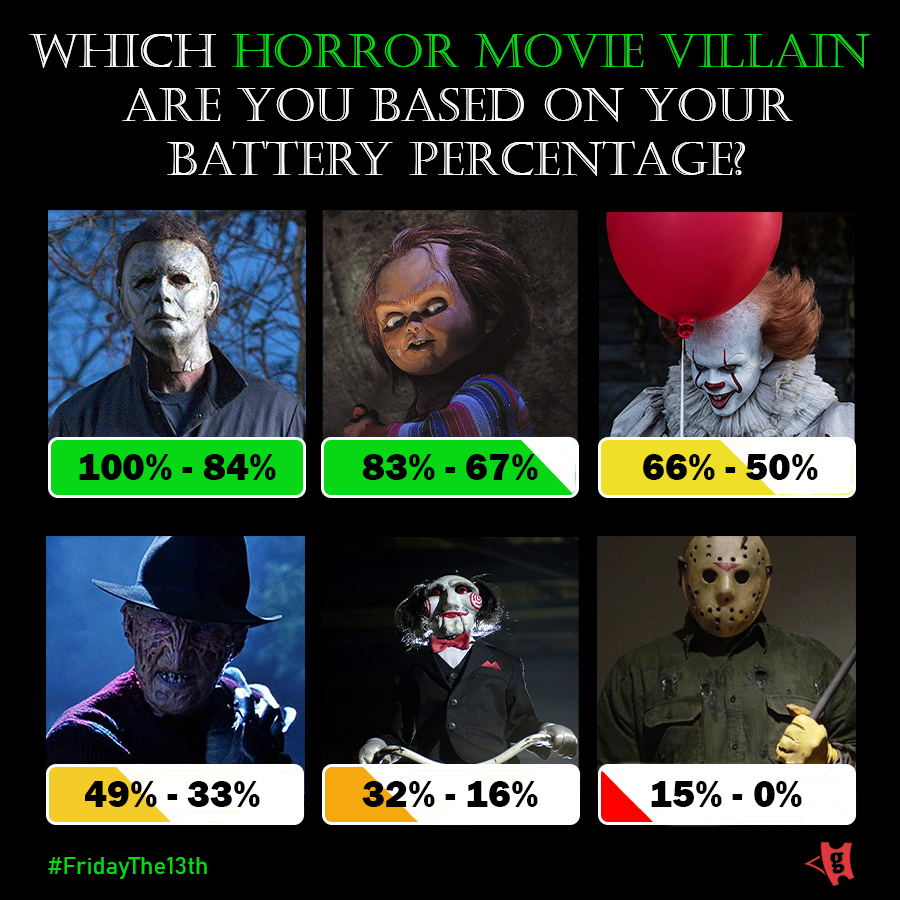 WHICH HORROR MOVIE VILLAIN
ARE YOU BASED ON YOUR
BATTERY PERCENTAGE?
100% - 84%
83% - 67%
66% - 50%
49% - 33%
32% - 16%
15% - 0%
#FridayThe13th
g